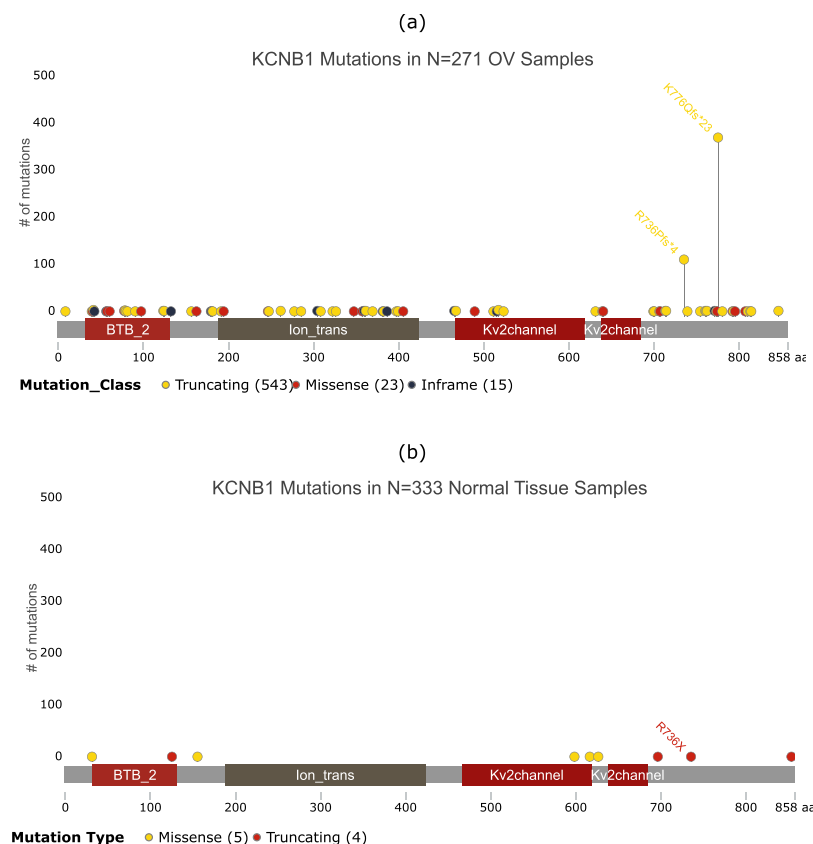 (a)
KCNB1 Mutations in N=271 OV Samples
500
400
300
200
100
0
# of mutations
K776Qfs*23
R736Pfs*4
BTB_2
Ion_trans
Kv2channel
Kv2channel
0 100 200 300 400 500 600 700 800 858 aa
Mutation_Class Truncating (543) Missense (23) Inframe (15)
(b)
KCNB1 Mutations in N=333 Normal Tissue Samples
500
400
300
200
100
0
# of mutations
R736X
BTB_2
Ion_trans
Kv2channel
Kv2channel
0 100 200 300 400 500 600 700 800 858 aa
Mutation Type Missense (5) Truncating (4)